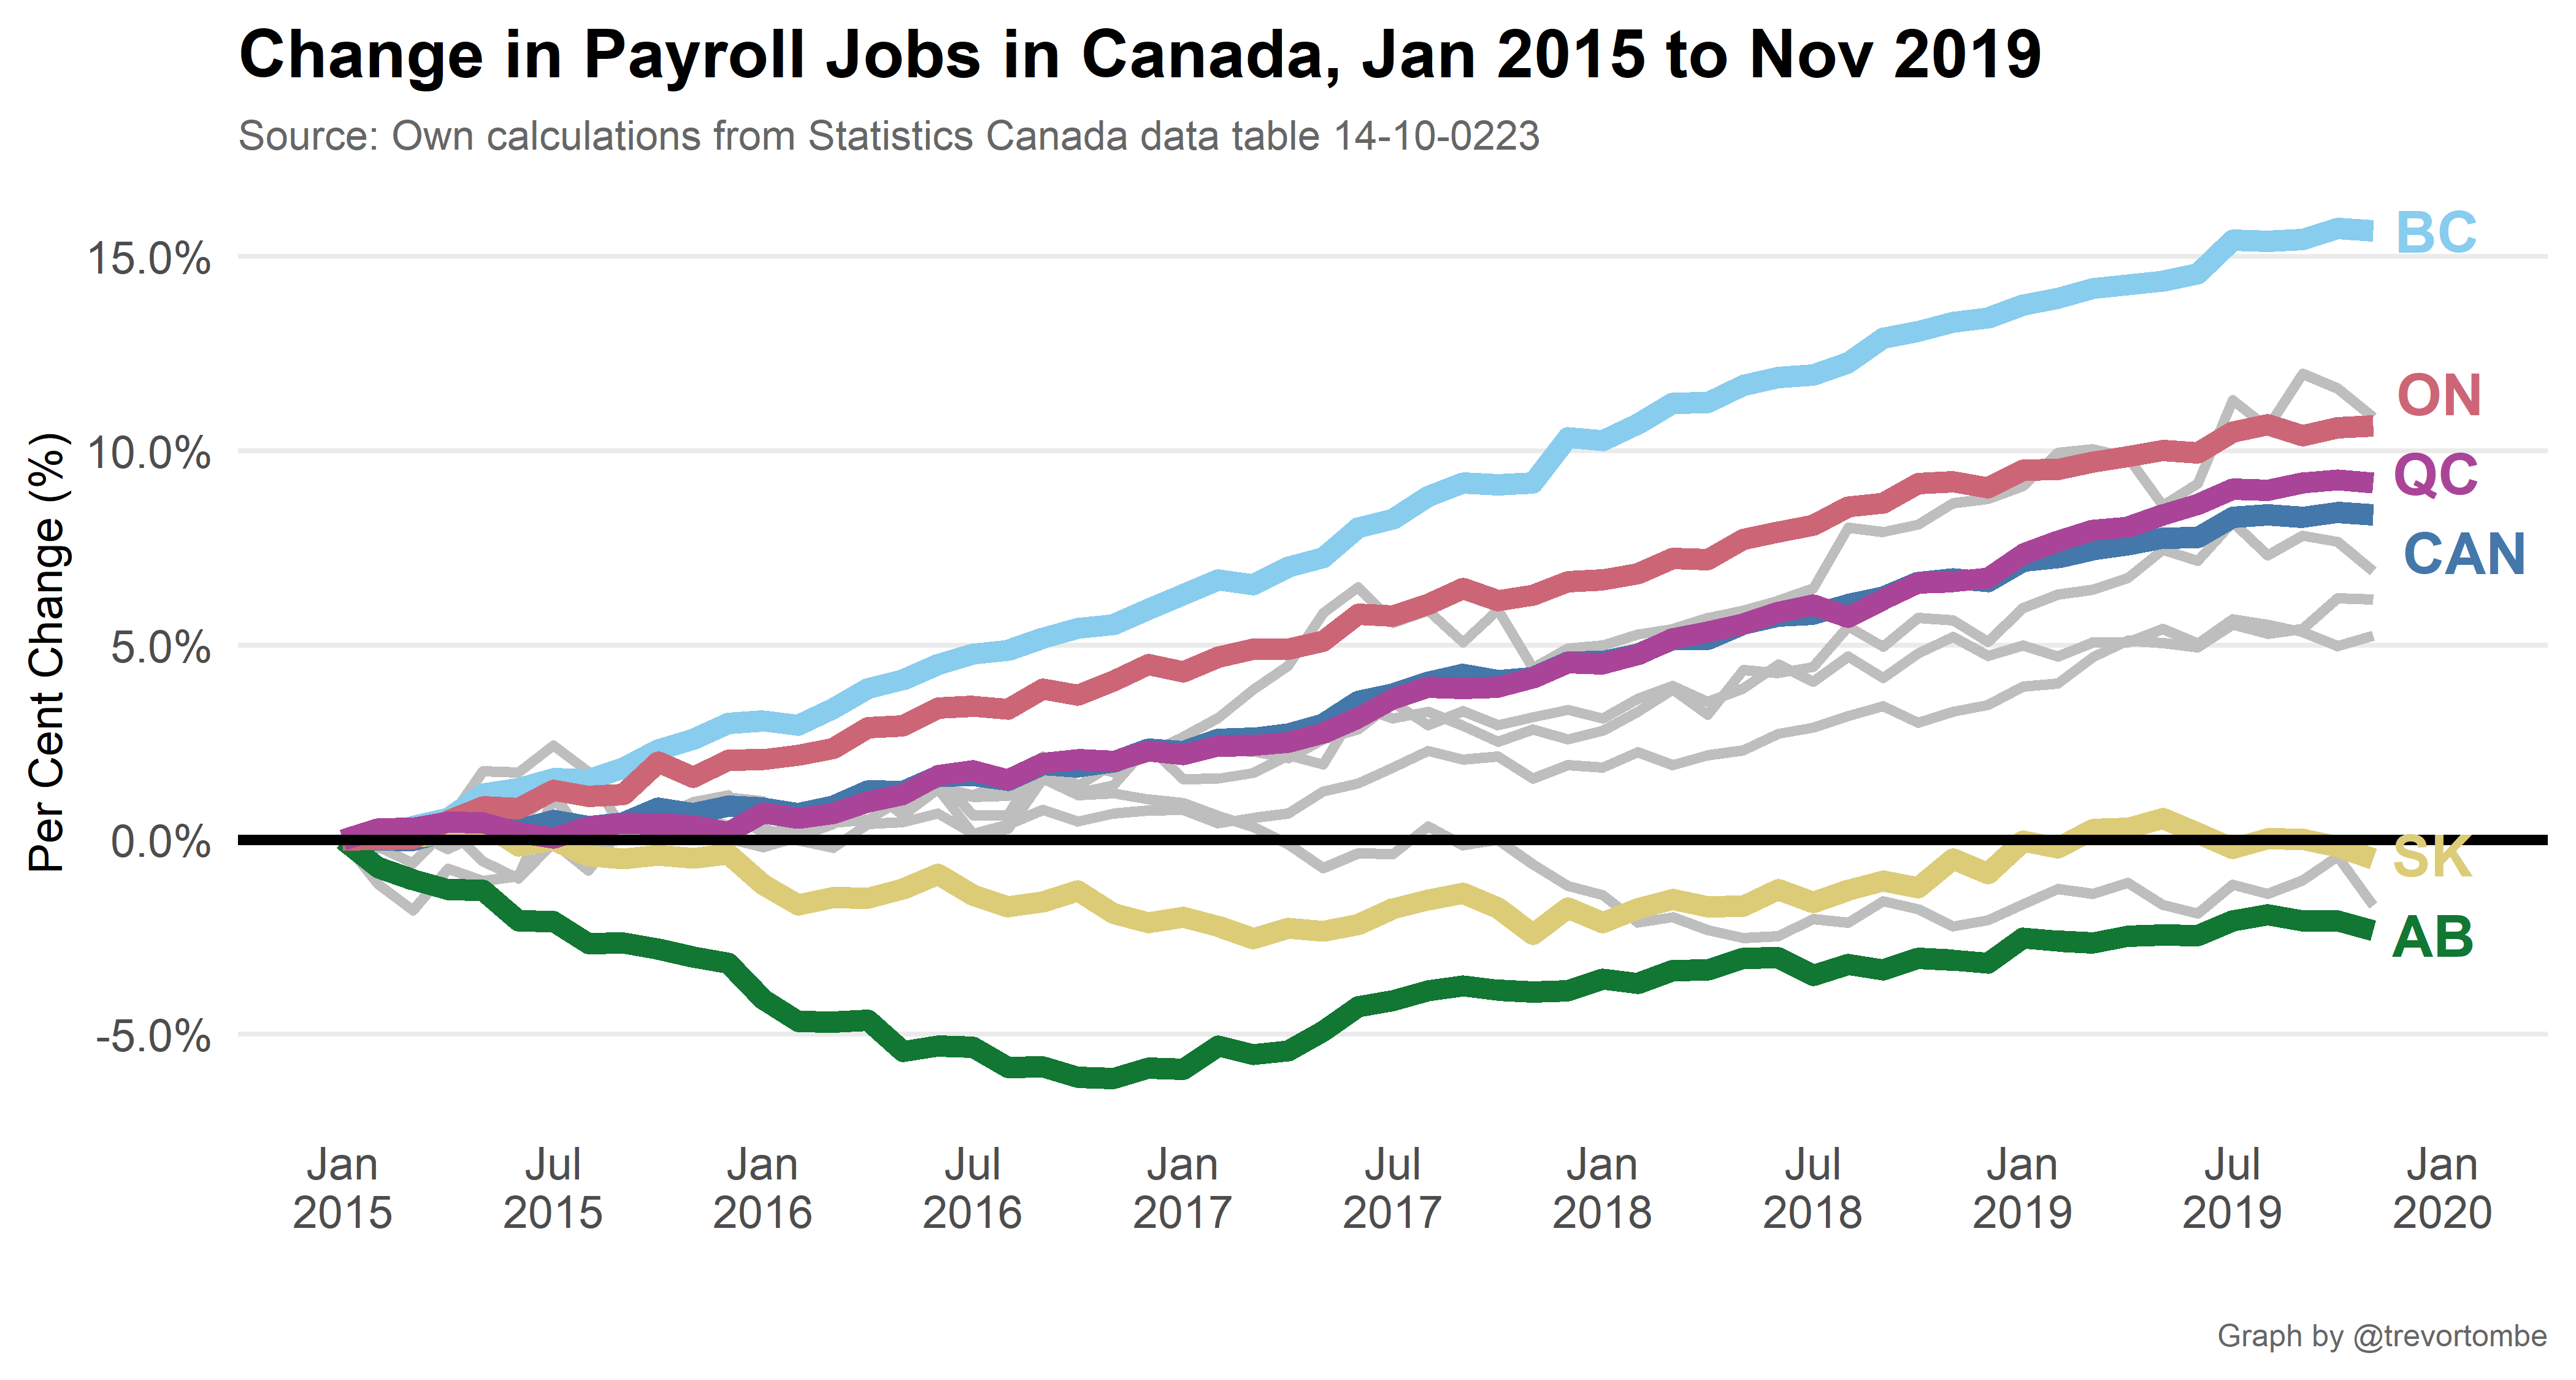 Change in Payroll Jobs in Canada, Jan 2015 to Nov 2019
Source: Own calculations from Statistics Canada data table 14-10-0223
Per Cent Change (%)
15.0%
10.0%
5.0%
0.0%
-5.0%
BC
ON
QC
CAN
SK
AB
Jan Jul Jan Jul Jan Jul Jan Jul Jan Jul Jan
2015 2015 2016 2016 2017 2017 2018 2018 2019 2019 2020
Graph by @trevortombe